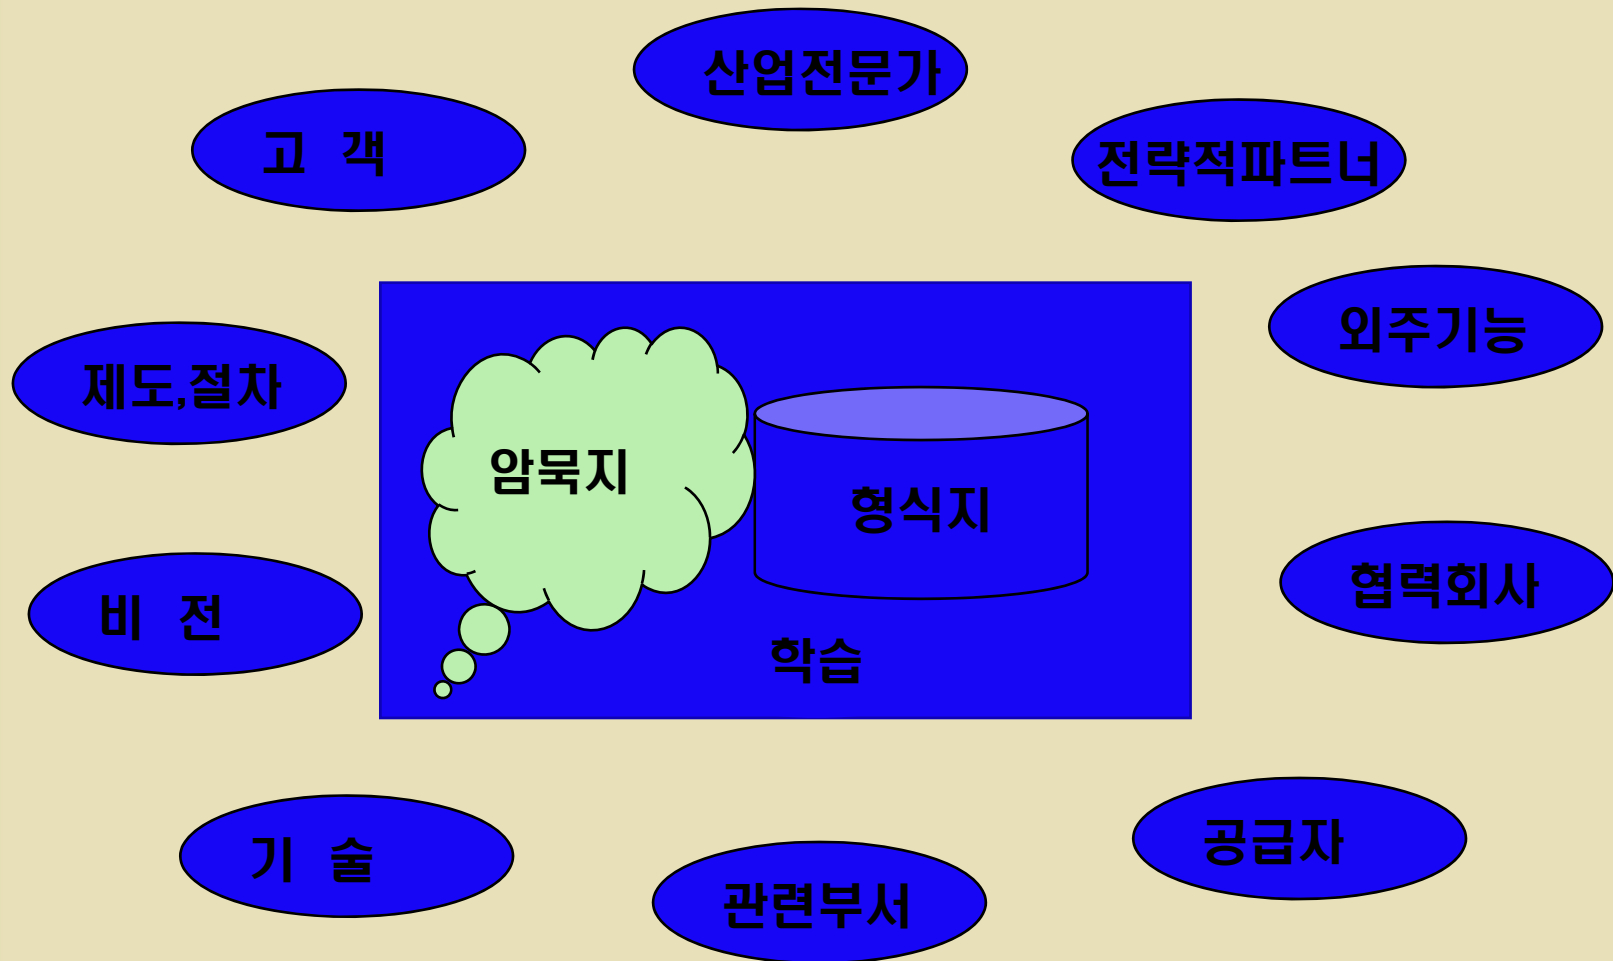 산업전문가
고 객
전략적파트너
외주기능
제도,절차
암묵지
형식지
협력회사
비 전
학습
공급자
기 술
관련부서